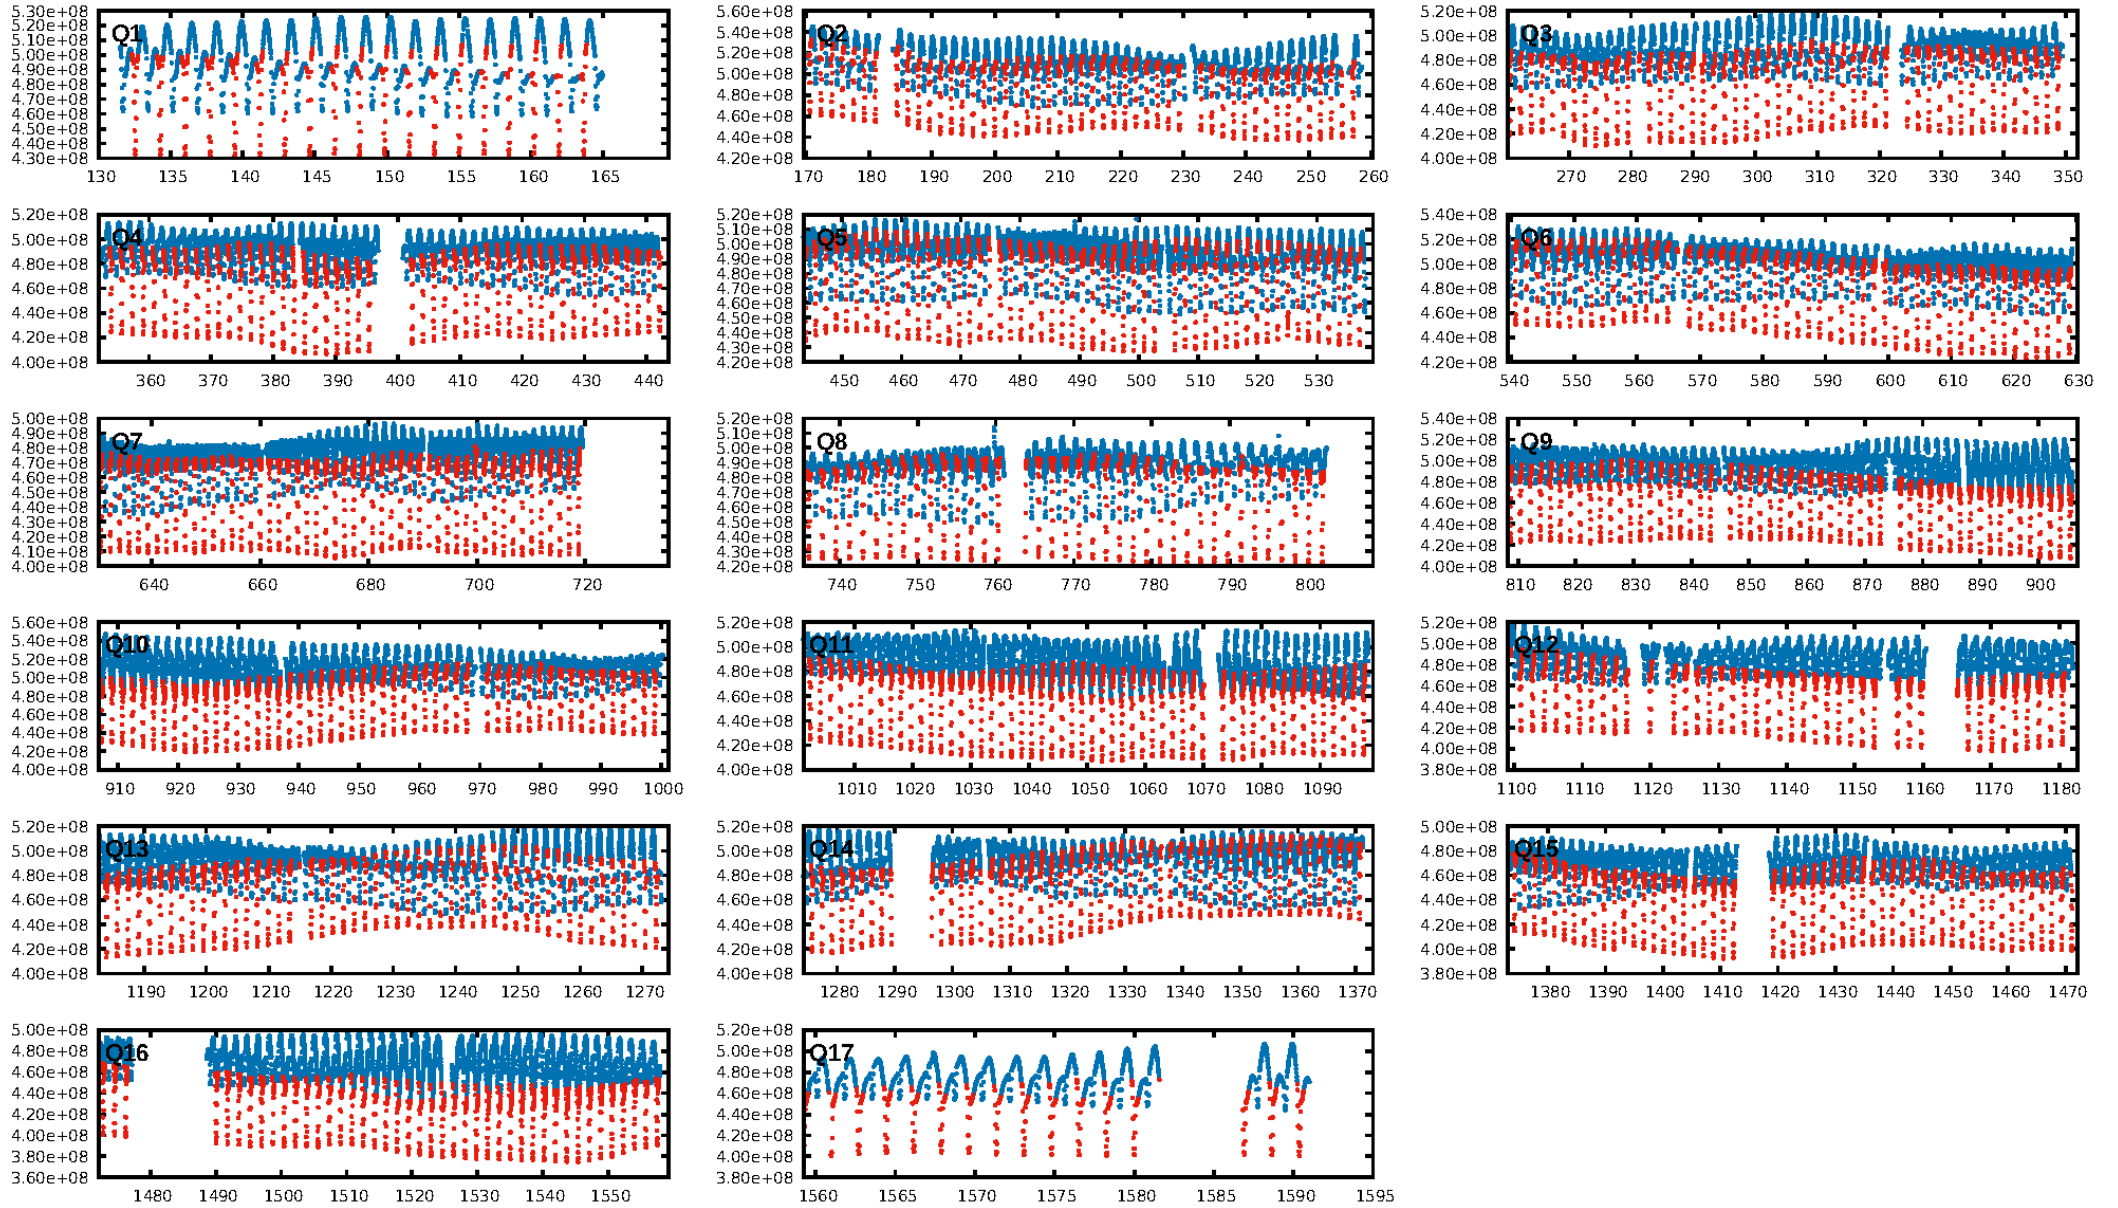 5.30e+08 5.20e+08 5.10e+08 5.00e+08 4.90e+08 4.80e+08 4.70e+08 4.60e+08 4.50e+08 4.40e+08 4.30e+08
Q1
130 135 140 145 150 155 160 165
5.60e+08 5.40e+08 5.20e+08 5.00e+08 4.80e+08 4.60e+08 4.40e+08 4.20e+08
Q2
170 180 190 200 210 220 230 240 250 260
5.20e+08 5.00e+08 4.80e+08 4.60e+08 4.40e+08 4.20e+08 4.00e+08
Q3
270 280 290 300 310 320 330 340 350
5.20e+08 5.00e+08 4.80e+08 4.60e+08 4.40e+08 4.20e+08 4.00e+08
Q4
360 370 380 390 400 410 420 430 440
5.20e+08 5.10e+08 5.00e+08 4.90e+08 4.80e+08 4.70e+08 4.60e+08 4.50e+08 4.40e+08 4.30e+08 4.20e+08
Q5
450 460 470 480 490 500 510 520 530
5.40e+08 5.20e+08 5.00e+08 4.80e+08 4.60e+08 4.40e+08 4.20e+08
Q6
540 550 560 570 580 590 600 610 620 630
5.00e+08 4.90e+08 4.80e+08 4.70e+08 4.60e+08 4.50e+08 4.40e+08 4.30e+08 4.20e+08 4.10e+08 4.00e+08
Q7
640 660 680 700 720
5.20e+08 5.10e+08 5.00e+08 4.90e+08 4.80e+08 4.70e+08 4.60e+08 4.50e+08 4.40e+08 4.30e+08 4.20e+08
Q8
740 750 760 770 780 790 800
5.40e+08 5.20e+08 5.00e+08 4.80e+08 4.60e+08 4.40e+08 4.20e+08 4.00e+08
Q9
810 820 830 840 850 860 870 880 890 900
5.60e+08 5.40e+08 5.20e+08 5.00e+08 4.80e+08 4.60e+08 4.40e+08 4.20e+08 4.00e+08
Q10
910 920 930 940 950 960 970 980 990 1000
5.20e+08 5.00e+08 4.80e+08 4.60e+08 4.40e+08 4.20e+08 4.00e+08
Q11
1010 1020 1030 1040 1050 1060 1070 1080 1090
5.20e+08 5.00e+08 4.80e+08 4.60e+08 4.40e+08 4.20e+08 4.00e+08 3.80e+08
Q12
1100 1110 1120 1130 1140 1150 1160 1170 1180
5.20e+08 5.00e+08 4.80e+08 4.60e+08 4.40e+08 4.20e+08 4.00e+08
Q13
1190 1200 1210 1220 1230 1240 1250 1260 1270
5.20e+08 5.00e+08 4.80e+08 4.60e+08 4.40e+08 4.20e+08 4.00e+08
Q14
1280 1290 1300 1310 1320 1330 1340 1350 1360 1370
5.00e+08 4.80e+08 4.60e+08 4.40e+08 4.20e+08 4.00e+08 3.80e+08
Q15
1380 1390 1400 1410 1420 1430 1440 1450 1460 1470
5.00e+08 4.80e+08 4.60e+08 4.40e+08 4.20e+08 4.00e+08 3.80e+08 3.60e+08
Q16
1480 1490 1500 1510 1520 1530 1540 1550
5.20e+08 5.00e+08 4.80e+08 4.60e+08 4.40e+08 4.20e+08 4.00e+08 3.80e+08
Q17
1560 1565 1570 1575 1580 1585 1590 1595